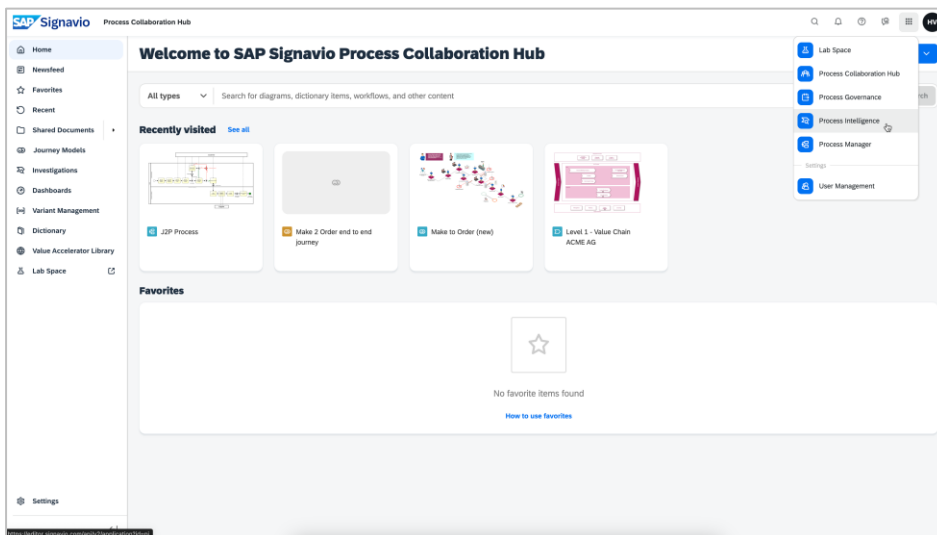 SAP Signavio Process Collaboration Hub
HV
Home
Newsfeed
Favorites
Recent
Shared Documents
Journey Models
Investigations
Dashboards
Variant Management
Dictionary
Value Accelerator Library
Lab Space
Settings
Welcome to SAP Signavio Process Collaboration Hub
All types
Search for diagrams, dictionary items, workflows, and other content
Recently visited See all
J2P Process
Make 2 Order end to end
journey
Make to Order (new)
Level 1 - Value Chain
ACME AG
Favorites
No favorite items found
How to use favorites
Lab Space
Process Collaboration Hub
Process Governance
Process Intelligence
Process Manager
Settings
User Management